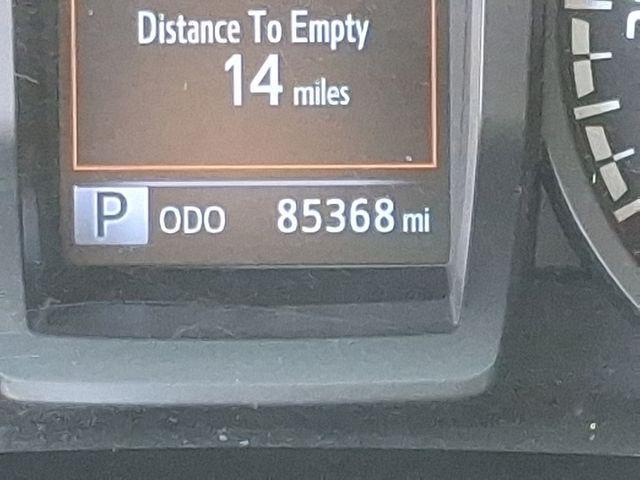 Distance To Empty
14 miles
P ODO 85368 mi